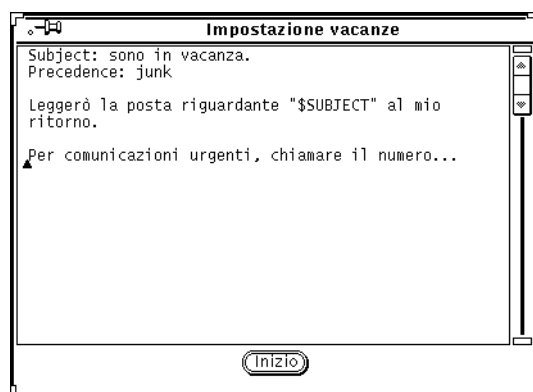 Impostazione vacanze
Subject: sono in vacanza.
Precedence: junk
Leggerò la posta riguardante "$SUBJECT" al mio
ritorno.
Per comunicazioni urgenti, chiamare il numero...
Inizio